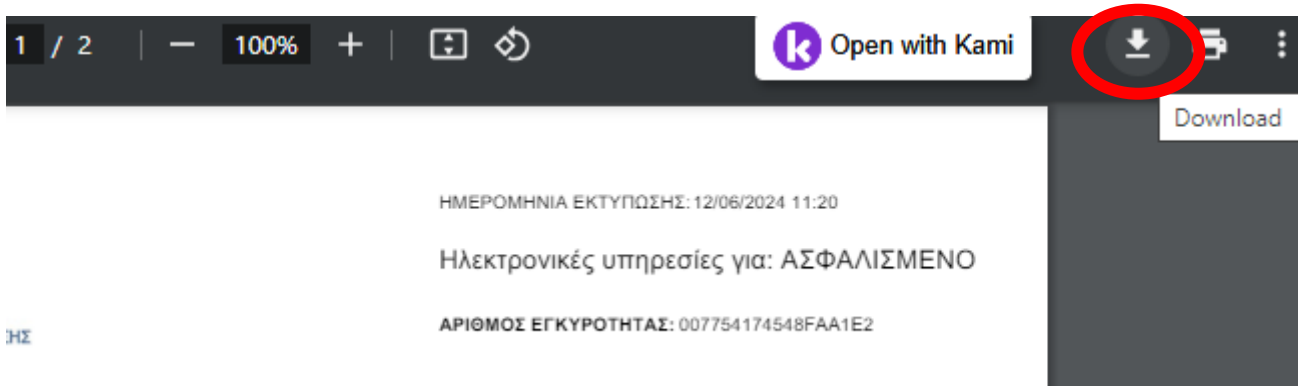 1 / 2 100% Open with Kami
Download
ΗΜΕΡΟΜΗΝΙΑ ΕΚΤΥΠΩΣΗΣ: 12/06/2024 11:20
Ηλεκτρονικές υπηρεσίες για: ΑΣΦΑΛΙΣΜΕΝΟ
ΑΡΙΘΜΟΣ ΕΓΚΥΡΟΤΗΤΑΣ: 007754174548FAA1E2
ΣΗΣ